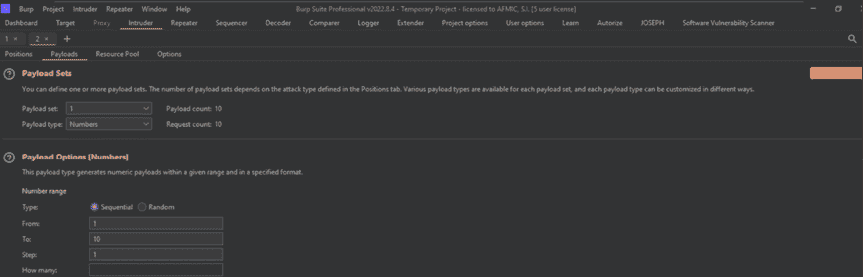 Burp Project Intruder Repeater Window Help Burp Suite Professional v2022.8.4 - Temporary Project - licensed to AFMIC, S.l. [5 user license]
Dashboard Target Proxy Intruder Repeater Sequencer Decoder Comparer Logger Extender Project options User options Learn Autorize JOSEPH Software Vulnerability Scanner
1 × 2 × +
Positions Payloads Resource Pool Options
? Payload Sets
You can define one or more payload sets. The number of payload sets depends on the attack type defined in the Positions tab. Various payload types are available for each payload set, and each payload type can be customized in different ways.
Payload set: 1 Payload count: 10
Payload type: Numbers Request count: 10
? Payload Options [Numbers]
This payload type generates numeric payloads within a given range and in a specified format.
Number range
Type: Sequential Random
From: 1
To: 10
Step: 1
How many: